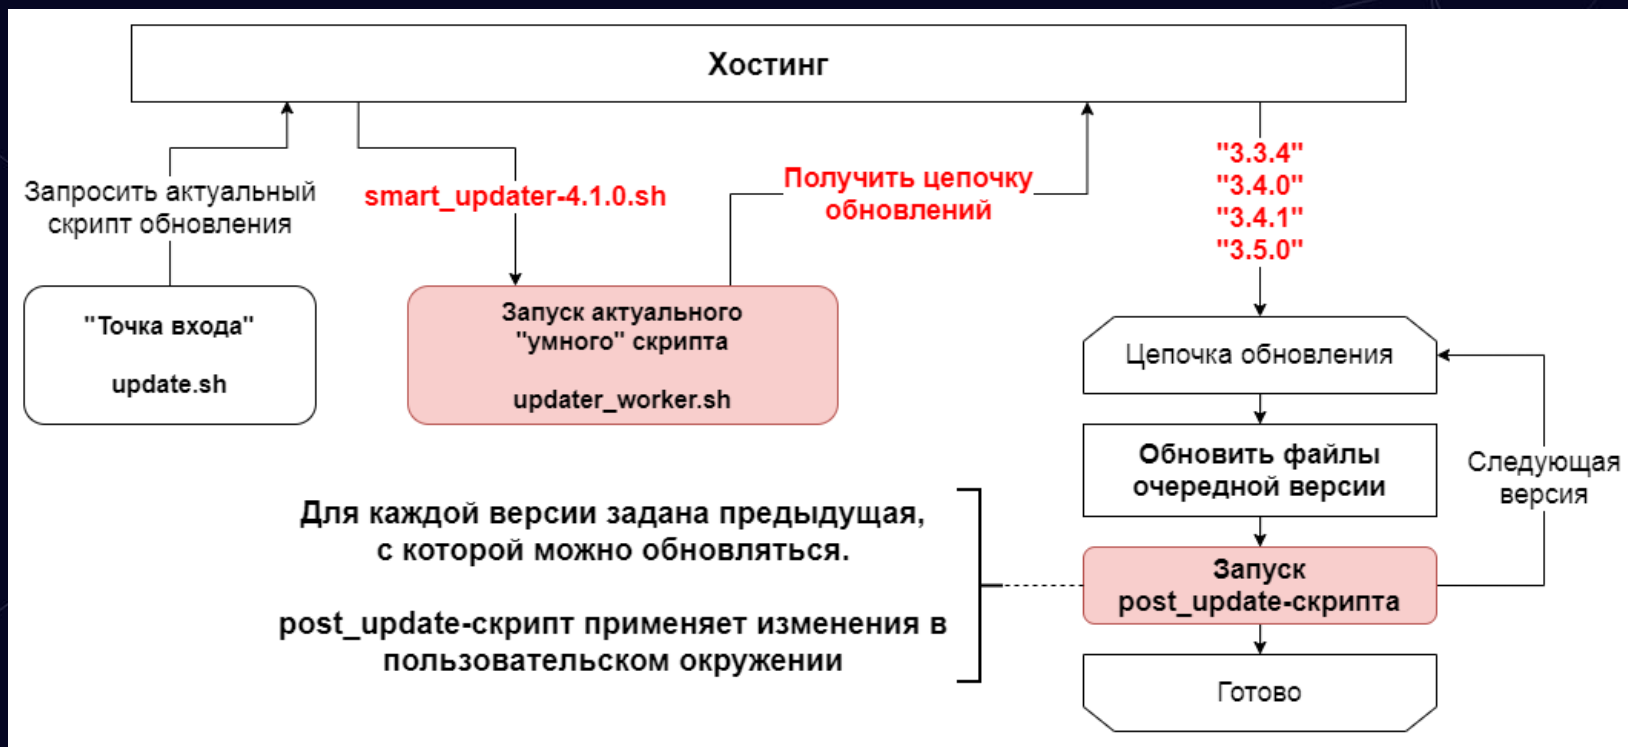 Хостинг
Запросить актуальный
скрипт обновления
smart_updater-4.1.0.sh
Получить цепочку
обновлений
"3.3.4"
"3.4.0"
"3.4.1"
"3.5.0"
"Точка входа"
update.sh
Запуск актуального
"умного" скрипта
updater_worker.sh
Цепочка обновления
Обновить файлы
очередной версии
Следующая
версия
Для каждой версии задана предыдущая,
с которой можно обновляться.
post_update-скрипт применяет изменения в
пользовательском окружении
Запуск
post_update-скрипта
Готово